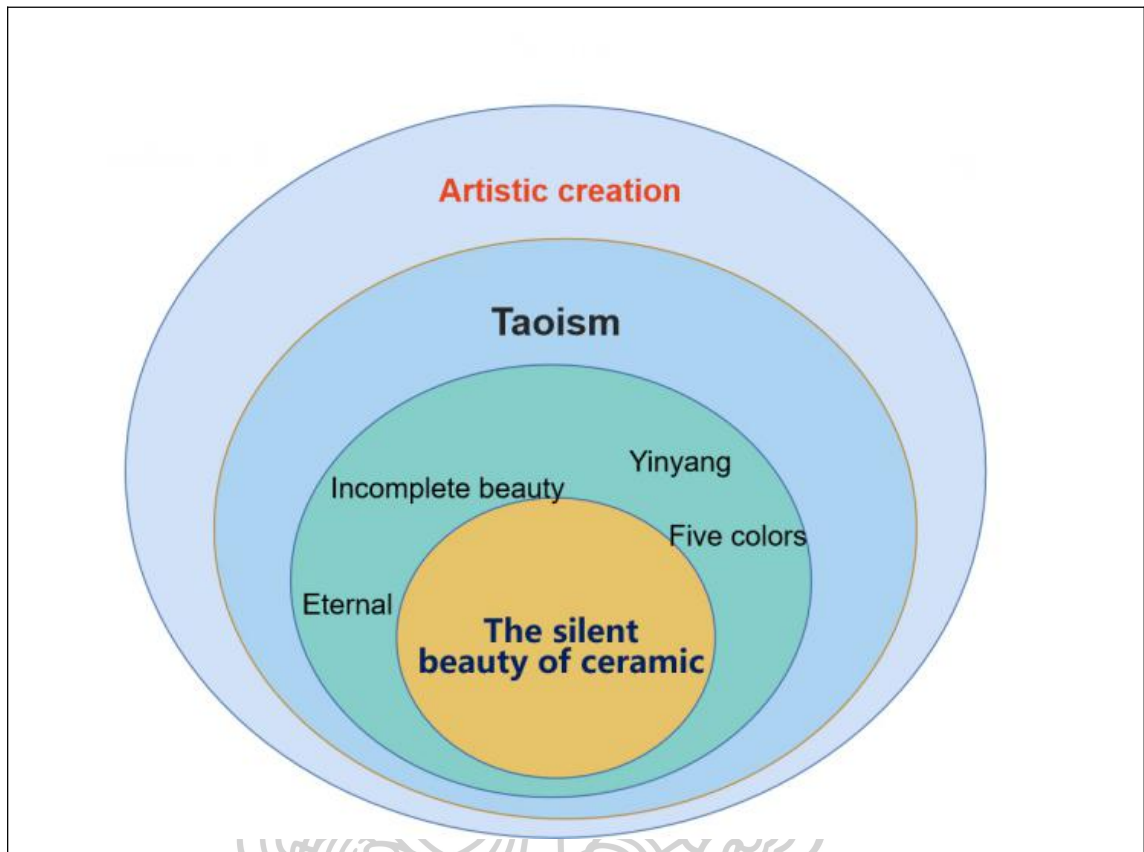 Artistic creation
Taoism
Yinyang
Incomplete beauty
Five colors
Eternal
The silent
beauty of ceramic